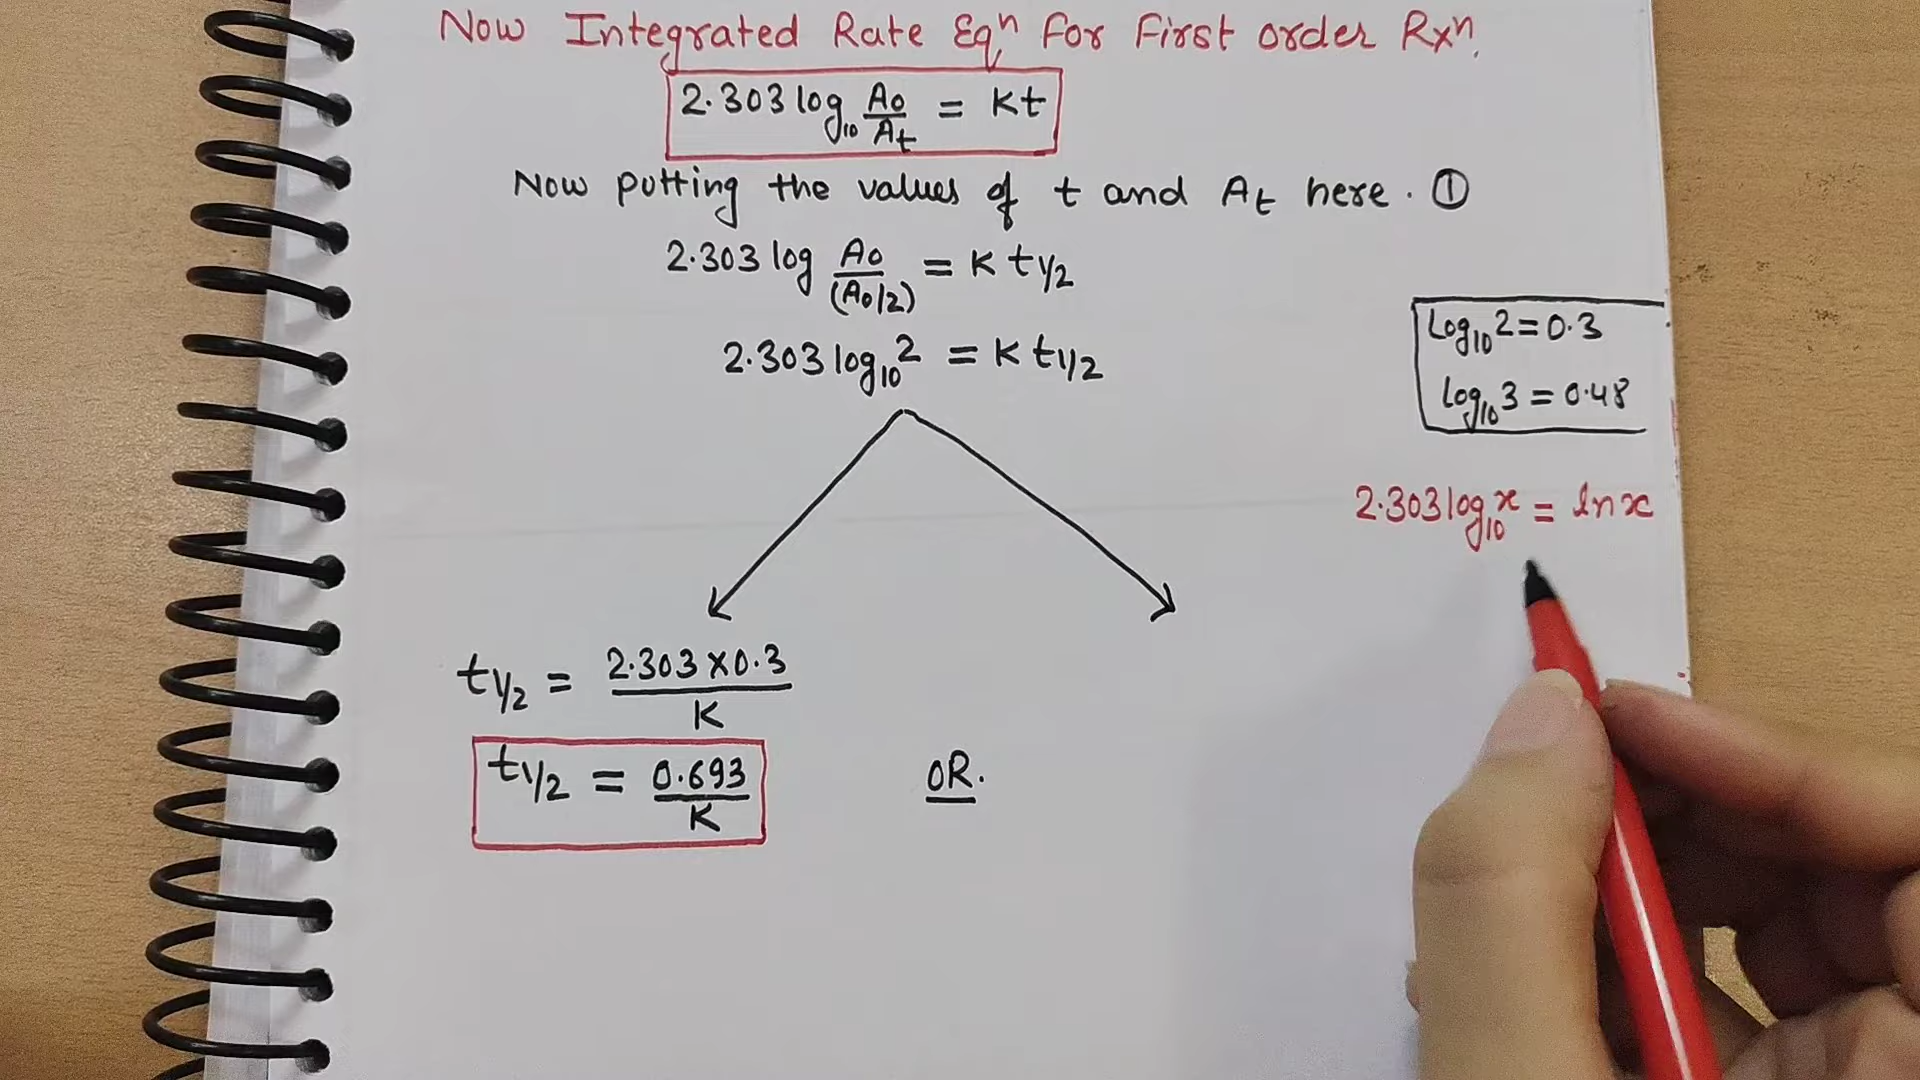 Now Integrated Rate Eqⁿ for First order Rxⁿ.
2.303 log₁₀ A₀/Aₜ = Kt
Now putting the values of t and Aₜ here. ①
2.303 log A₀/(A₀/2) = K t₁/₂
2.303 log₁₀ 2 = K t₁/₂
Log₁₀ 2 = 0.3
log₁₀ 3 = 0.48
2.303 log₁₀ x = ln x
t₁/₂ = 2.303 × 0.3/K
t₁/₂ = 0.693/K
OR.